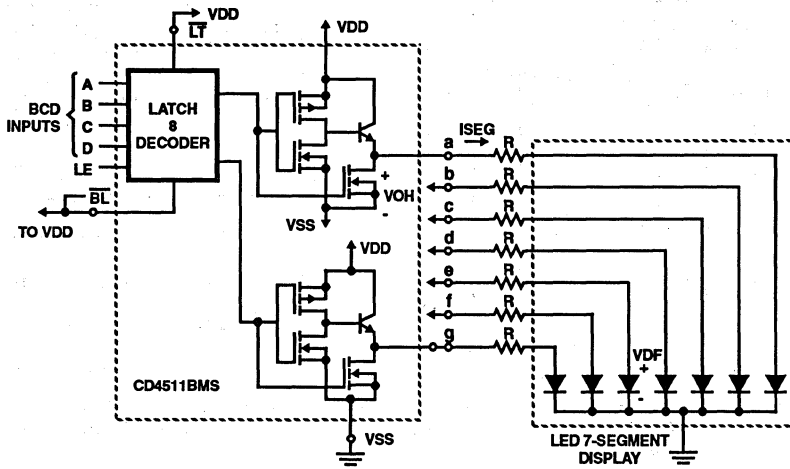 VDD
LT
VDD
A
B
C
D
LE
BCD
INPUTS
LATCH
8
DECODER
BL
TO VDD
+
VOH
-
VSS
VDD
CD4511BMS
VSS
ISEG
a
R
b
R
c
R
d
R
e
R
f
R
g
R
VDF
+
-
LED 7-SEGMENT
DISPLAY